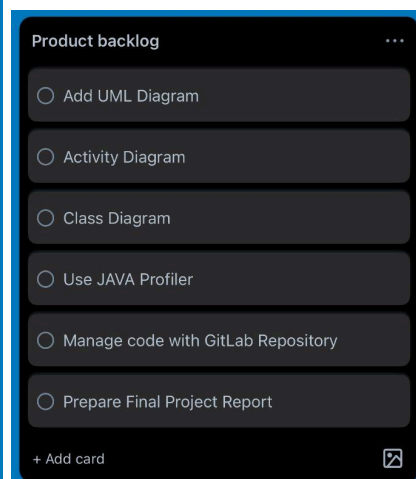 Product backlog
Add UML Diagram
Activity Diagram
Class Diagram
Use JAVA Profiler
Manage code with GitLab Repository
Prepare Final Project Report
+ Add card